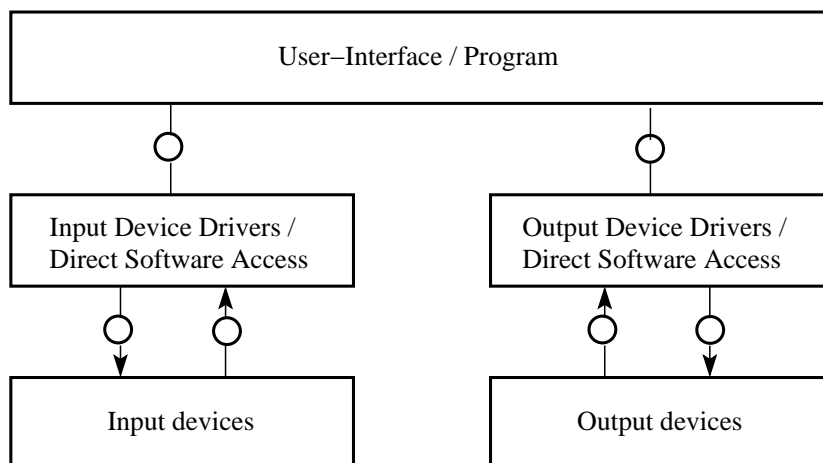 User−Interface / Program
Input Device Drivers /
Direct Software Access
Output Device Drivers /
Direct Software Access
Input devices
Output devices